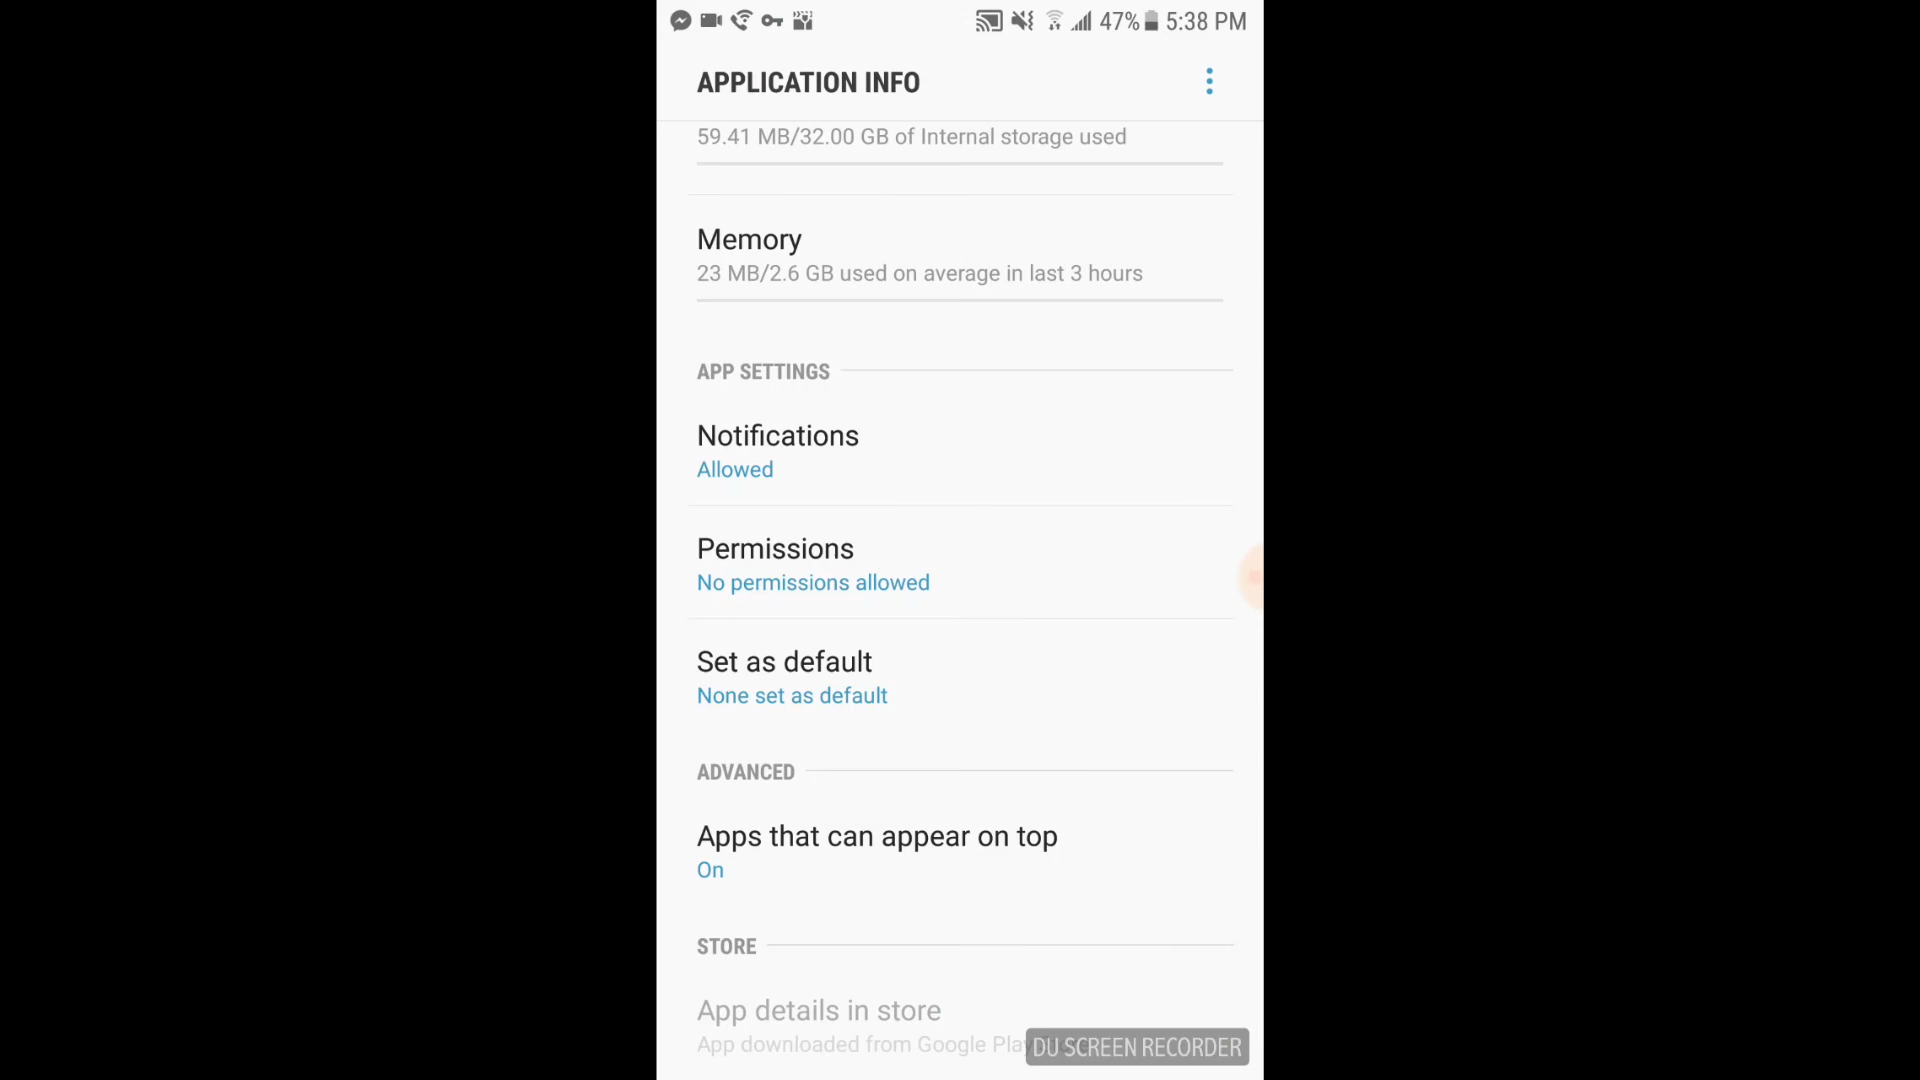 47% 5:38 PM
APPLICATION INFO
59.41 MB/32.00 GB of Internal storage used
Memory
23 MB/2.6 GB used on average in last 3 hours
APP SETTINGS
Notifications
Allowed
Permissions
No permissions allowed
Set as default
None set as default
ADVANCED
Apps that can appear on top
On
STORE
App details in store
App downloaded from Google Play
DU SCREEN RECORDER